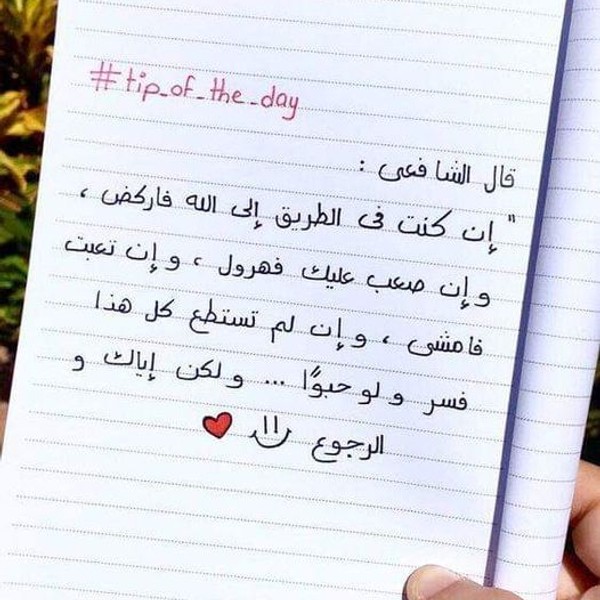 #tip_of_the_day
قال الشافعى :
" إن كنت فى الطريق إلى الله فاركض ،
وإن صعب عليك فهرول ، وإن تعبت
فامشى ، وإن لم تستطع كل هذا
فسر ولو حبوًا ... ولكن إياك و
الرجوع